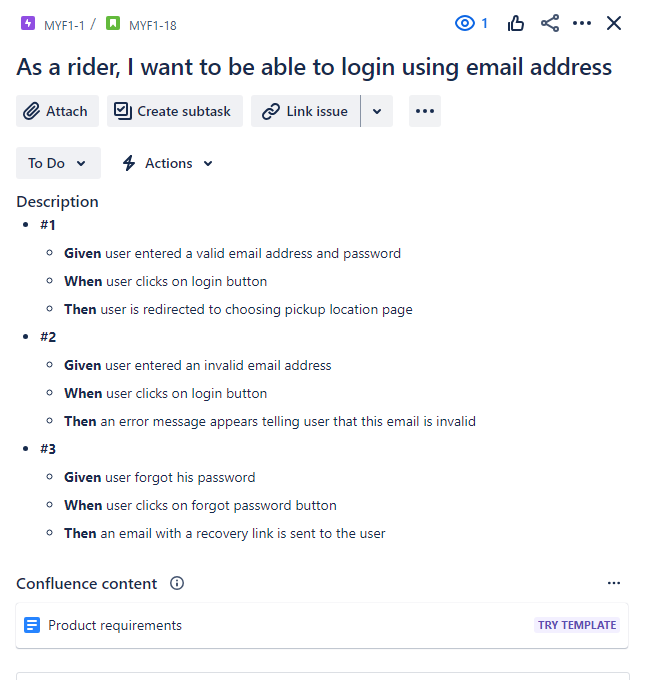 MYF1-1 / MYF1-18
1
As a rider, I want to be able to login using email address
Attach
Create subtask
Link issue
To Do
Actions
Description
#1
Given user entered a valid email address and password
When user clicks on login button
Then user is redirected to choosing pickup location page
#2
Given user entered an invalid email address
When user clicks on login button
Then an error message appears telling user that this email is invalid
#3
Given user forgot his password
When user clicks on forgot password button
Then an email with a recovery link is sent to the user
Confluence content
Product requirements
TRY TEMPLATE